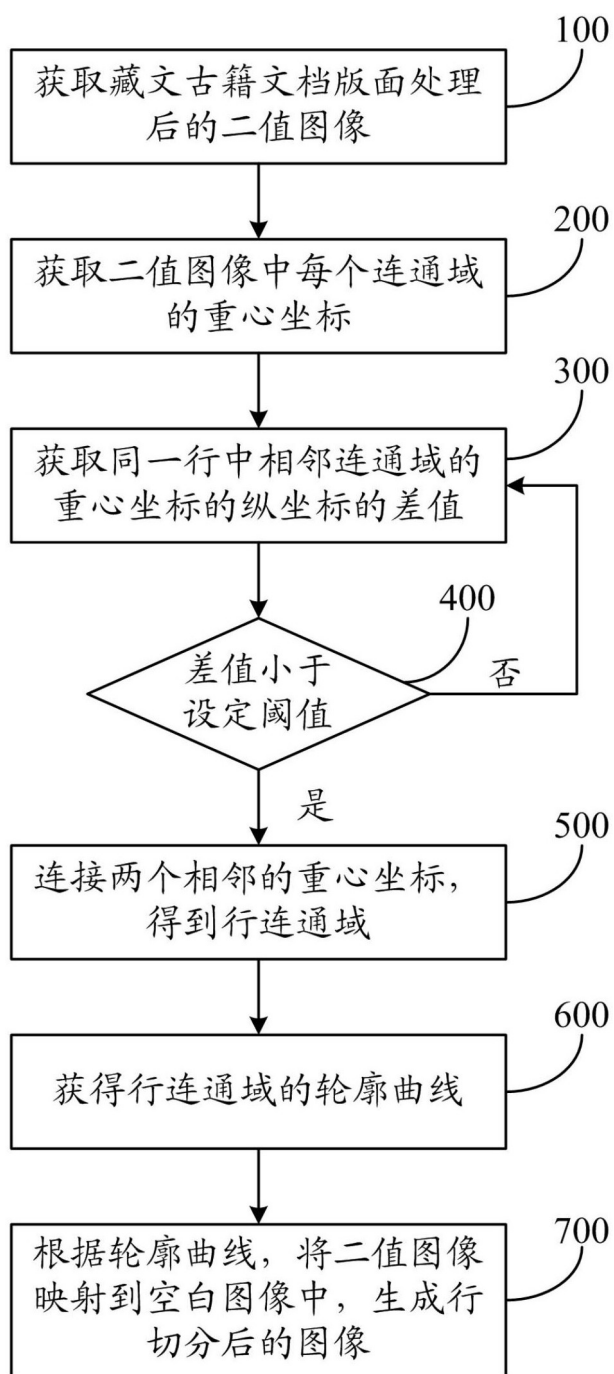 100
获取藏文古籍文档版面处理
后的二值图像
200
获取二值图像中每个连通域
的重心坐标
300
获取同一行中相邻连通域的
重心坐标的纵坐标的差值
400
差值小于
设定阈值
否
是
500
连接两个相邻的重心坐标，
得到行连通域
600
获得行连通域的轮廓曲线
700
根据轮廓曲线，将二值图像
映射到空白图像中，生成行
切分后的图像